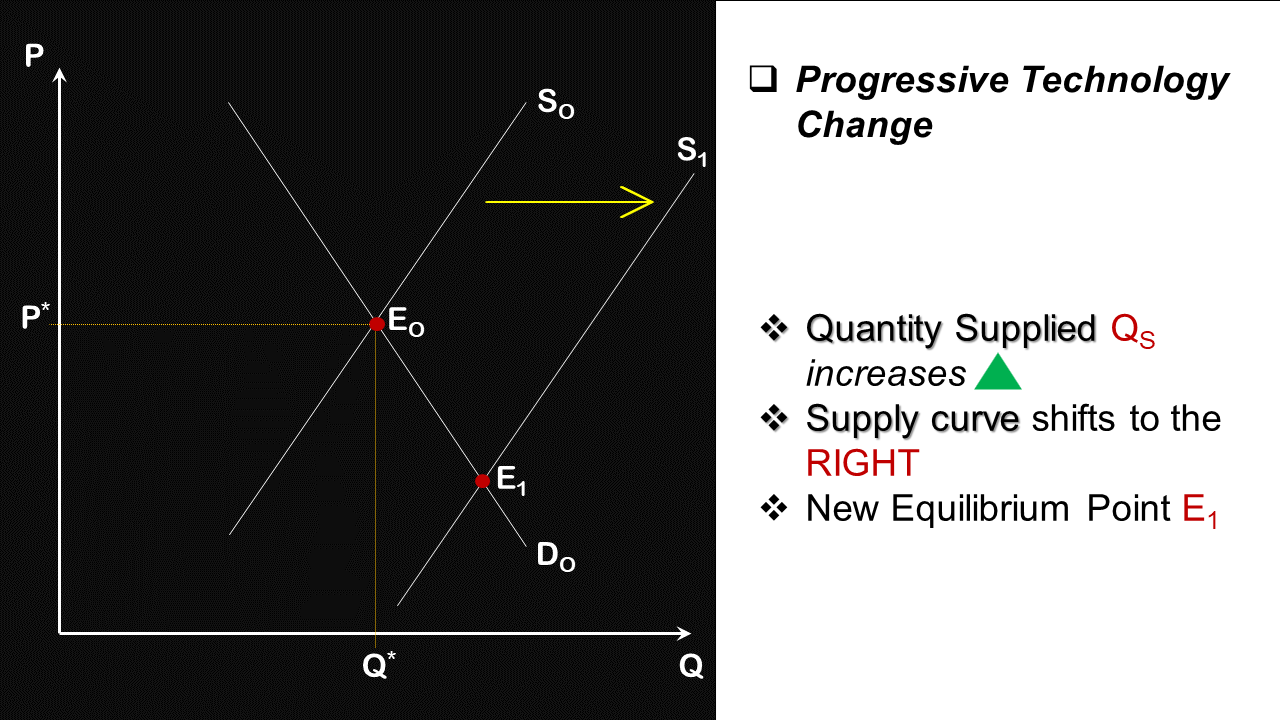 P
S₀
S₁
P*
E₀
E₁
D₀
Q*
Q
❑ Progressive Technology
Change
❖ Quantity Supplied Qₛ
increases
❖ Supply curve shifts to the
RIGHT
❖ New Equilibrium Point E₁